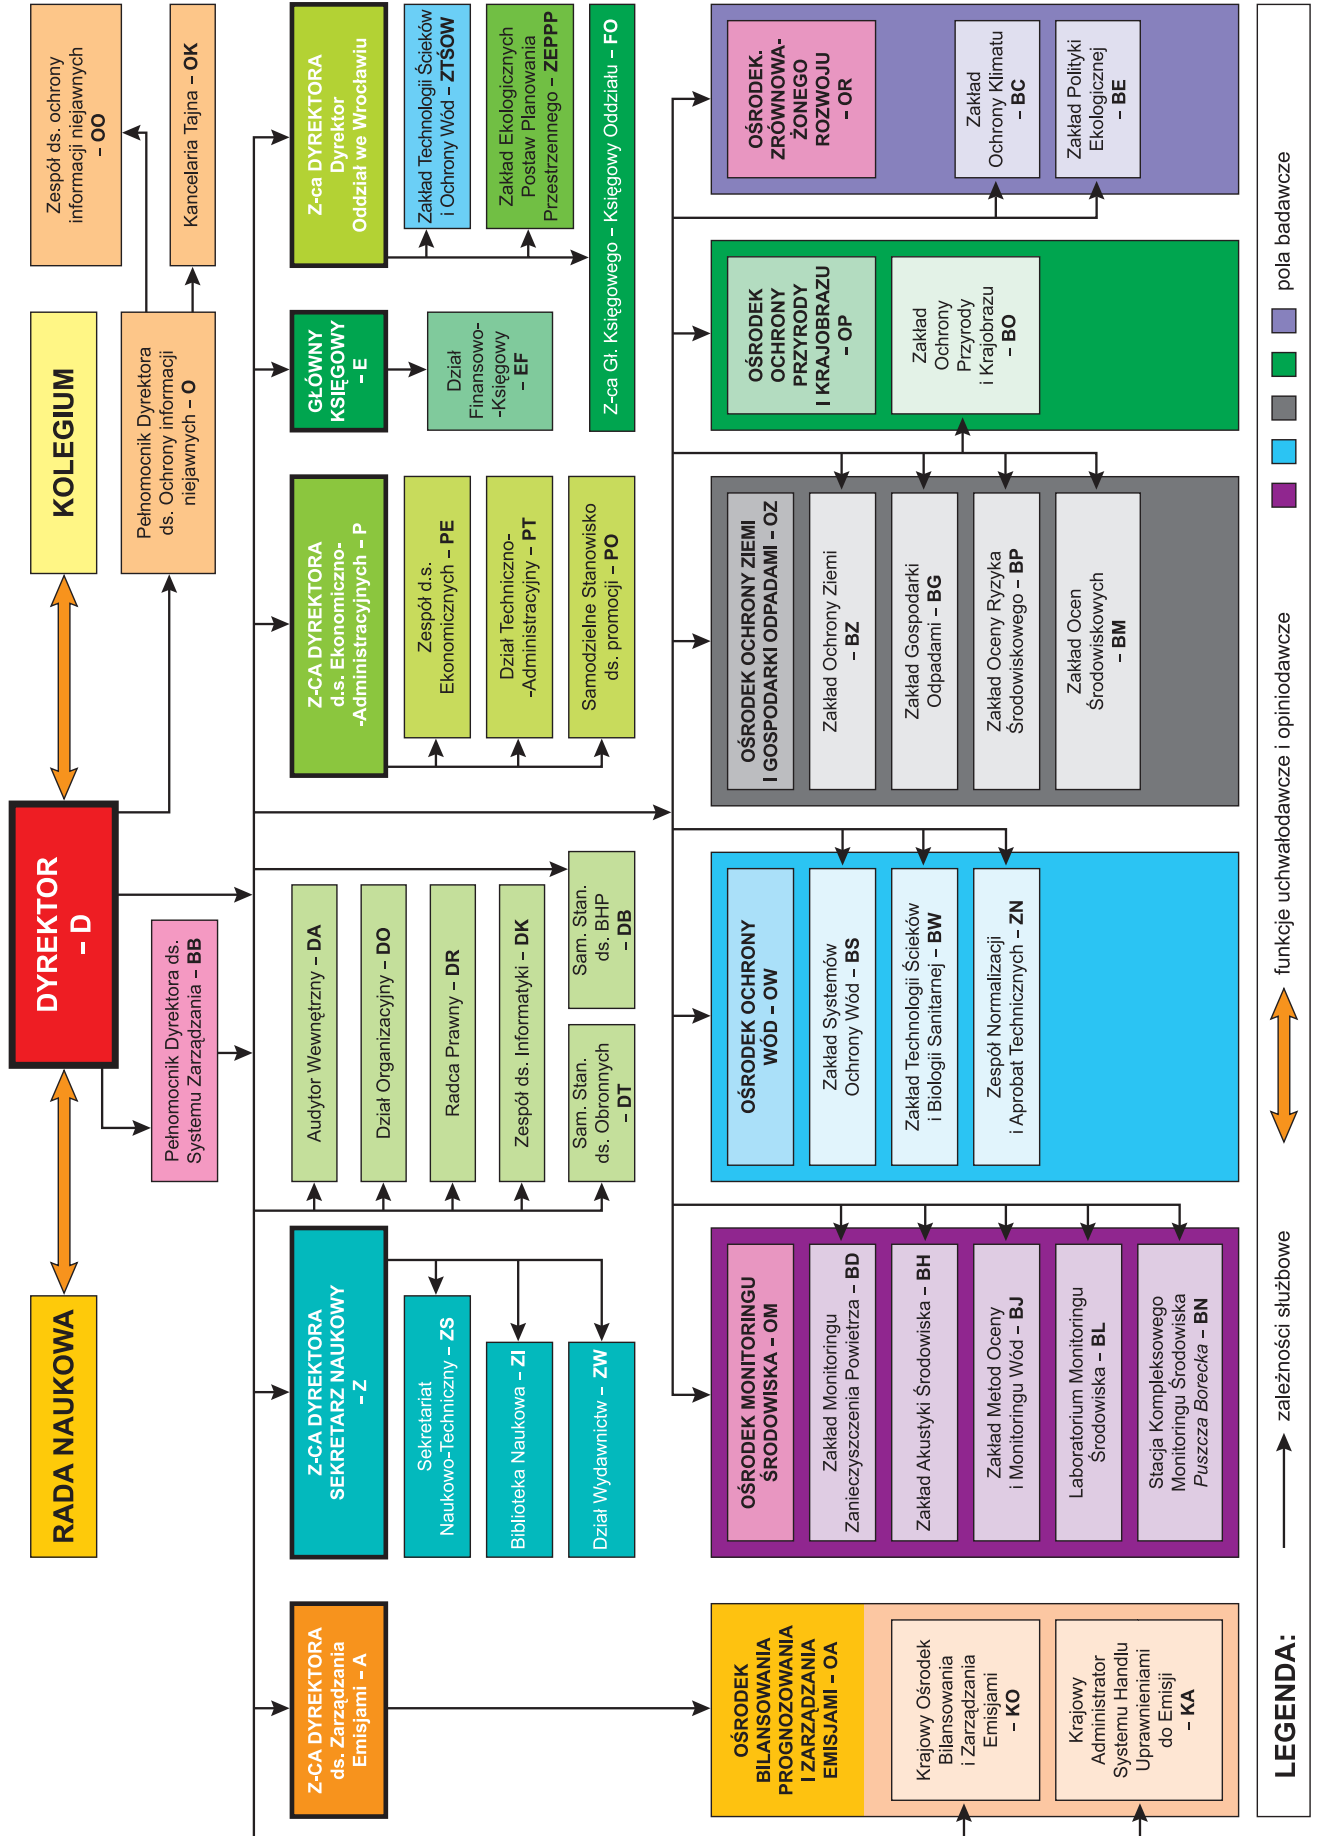 RADA NAUKOWA
DYREKTOR
– D
KOLEGIUM
Zespół ds. ochrony
informacji niejawnych
– OO
Pełnomocnik Dyrektora ds.
Systemu Zarządzania – BB
Pełnomocnik Dyrektora
ds. Ochrony informacji
niejawnych – O
Kancelaria Tajna – OK
Z-CA DYREKTORA
ds. Zarządzania
Emisjami – A
Z-CA DYREKTORA
SEKRETARZ NAUKOWY
– Z
Sekretariat
Naukowo-Techniczny – ZS
Biblioteka Naukowa – ZI
Dział Wydawnictw – ZW
Audytor Wewnętrzny – DA
Dział Organizacyjny – DO
Radca Prawny – DR
Zespół ds. Informatyki – DK
Sam. Stan.
ds. Obronnych
– DT
Sam. Stan.
ds. BHP
– DB
Z-CA DYREKTORA
d.s. Ekonomiczno-
-Administracyjnych – P
Zespół d.s.
Ekonomicznych – PE
Dział Techniczno-
-Administracyjny – PT
Samodzielne Stanowisko
ds. promocji – PO
GŁÓWNY
KSIĘGOWY
– E
Dział
Finansowo-
-Księgowy
– EF
Z-ca DYREKTORA
Dyrektor
Oddział we Wrocławiu
Zakład Technologii Ścieków
i Ochrony Wód – ZTŚOW
Zakład Ekologicznych
Postaw Planowania
Przestrzennego – ZEPPP
Z-ca Gł. Księgowego – Księgowy Oddziału – FO
OŚRODEK
BILANSOWANIA
PROGNOZOWANIA
I ZARZĄDZANIA
EMISJAMI – OA
Krajowy Ośrodek
Bilansowania
i Zarządzania
Emisjami
– KO
Krajowy
Administrator
Systemu Handlu
Uprawnieniami
do Emisji
– KA
OŚRODEK MONITORINGU
ŚRODOWISKA – OM
Zakład Monitoringu
Zanieczyszczenia Powietrza – BD
Zakład Akustyki Środowiska – BH
Zakład Metod Oceny
i Monitoringu Wód – BJ
Laboratorium Monitoringu
Środowiska – BL
Stacja Kompleksowego
Monitoringu Środowiska
Puszcza Borecka – BN
OŚRODEK OCHRONY
WÓD – OW
Zakład Systemów
Ochrony Wód – BS
Zakład Technologii Ścieków
i Biologii Sanitarnej – BW
Zespół Normalizacji
i Aprobat Technicznych – ZN
OŚRODEK OCHRONY ZIEMI
I GOSPODARKI ODPADAMI – OZ
Zakład Ochrony Ziemi
– BZ
Zakład Gospodarki
Odpadami – BG
Zakład Oceny Ryzyka
Środowiskowego – BP
Zakład Ocen
Środowiskowych
– BM
OŚRODEK
OCHRONY
PRZYRODY
I KRAJOBRAZU
– OP
Zakład
Ochrony
Przyrody
i Krajobrazu
– BO
OŚRODEK.
ZRÓWNOWA-
ŻONEGO
ROZWOJU
– OR
Zakład
Ochrony Klimatu
– BC
Zakład Polityki
Ekologicznej
– BE
LEGENDA:
zależności służbowe
funkcje uchwałodawcze i opiniodawcze
pola badawcze